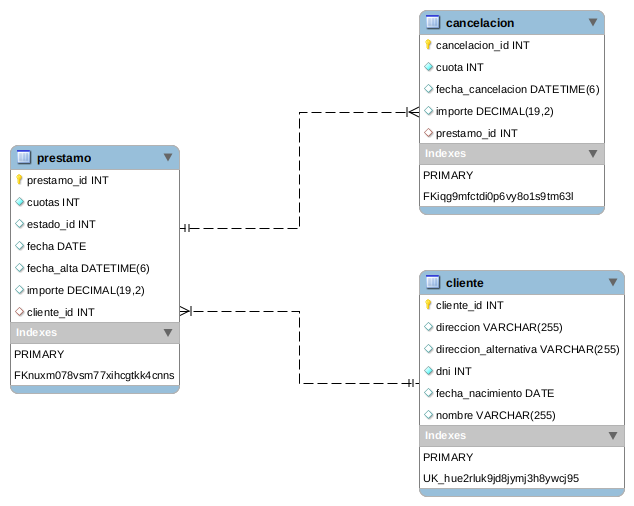 cancelacion
cancelacion_id INT
cuota INT
fecha_cancelacion DATETIME(6)
importe DECIMAL(19,2)
prestamo_id INT
Indexes
PRIMARY
FKiqg9mfctdi0p6vy8o1s9tm63l
prestamo
prestamo_id INT
cuotas INT
estado_id INT
fecha DATE
fecha_alta DATETIME(6)
importe DECIMAL(19,2)
cliente_id INT
Indexes
PRIMARY
FKnuxm078vsm77xihcgtkk4cnns
cliente
cliente_id INT
direccion VARCHAR(255)
direccion_alternativa VARCHAR(255)
dni INT
fecha_nacimiento DATE
nombre VARCHAR(255)
Indexes
PRIMARY
UK_hue2rluk9jd8jymj3h8ywcj95